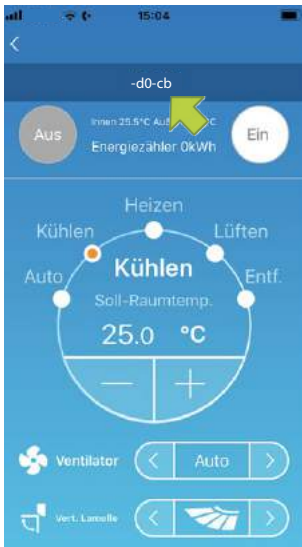 15:04
-d0-cb
Innen 25.5°C
Aus
Ein
Energiezähler 0kWh
Heizen
Kühlen
Lüften
Auto
Kühlen
Entf.
Soll-Raumtemp.
25.0 °C
Ventilator
Auto
Vert. Lamelle